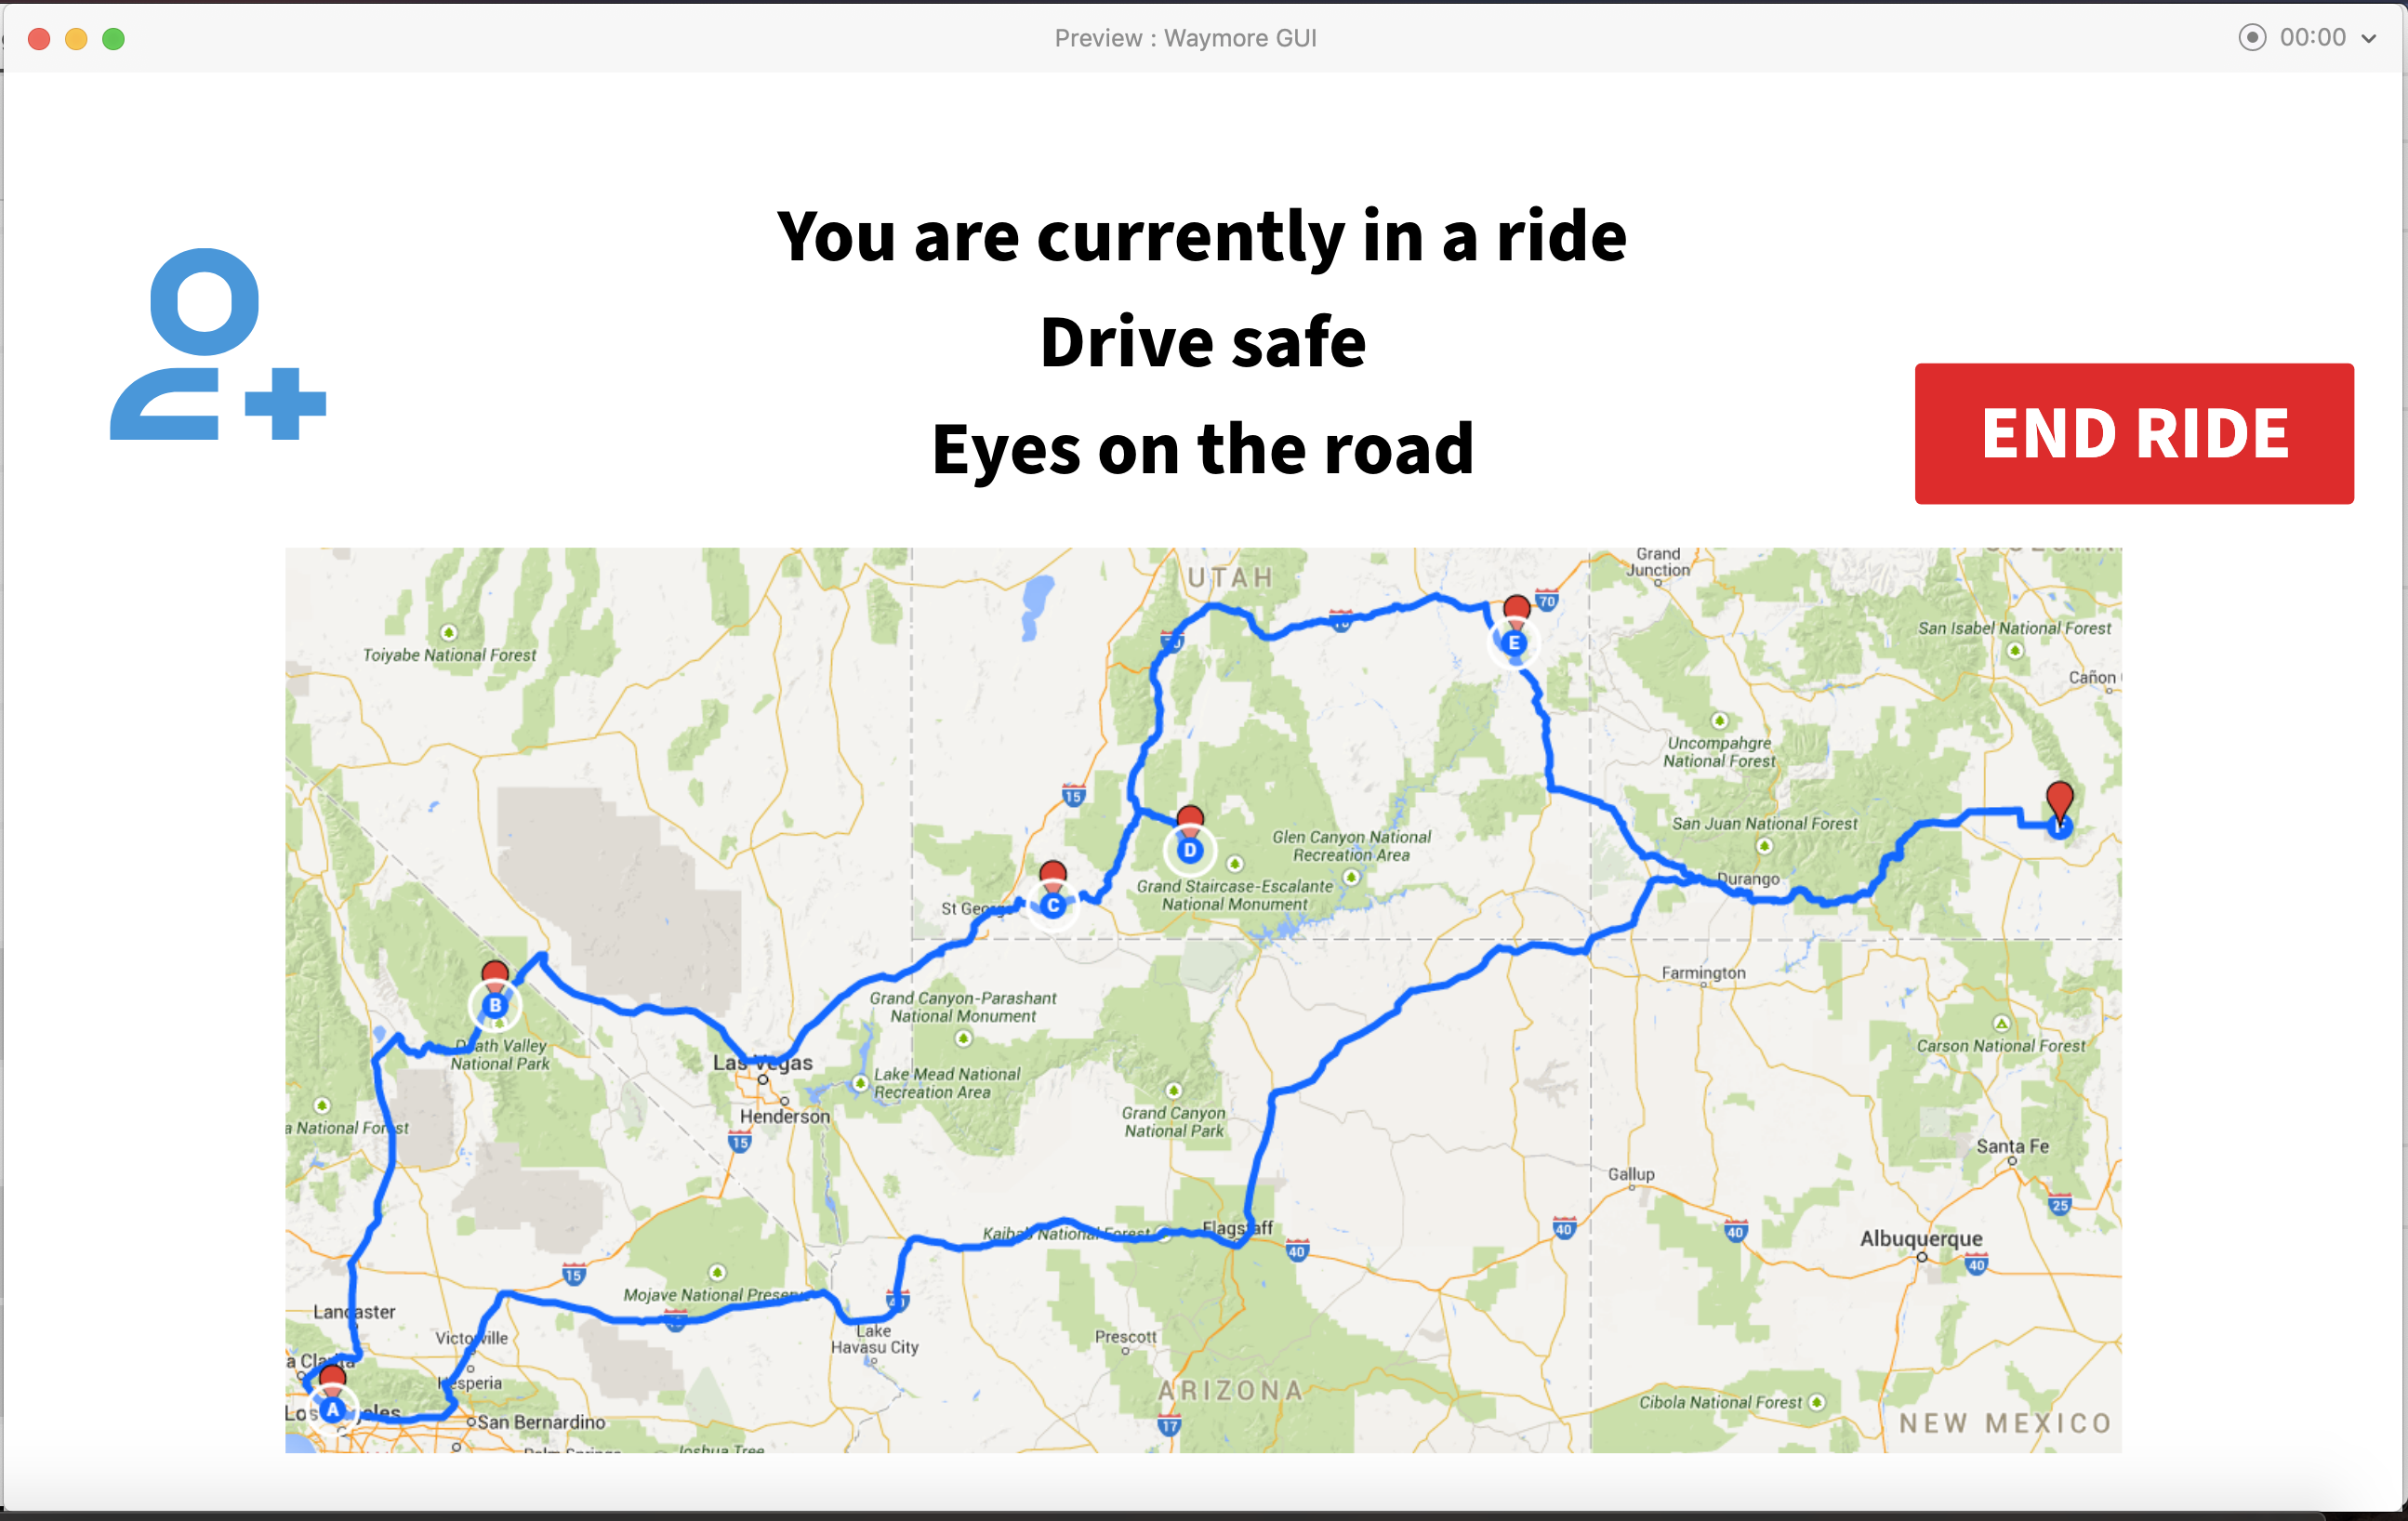 Preview : Waymore GUI
00:00
You are currently in a ride
Drive safe
Eyes on the road
END RIDE
Grand
Junction
UTAH
70
San Isabel National Forest
Toiyabe National Forest
E
Cañon
Uncompahgre
National Forest
15
San Juan National Forest
Glen Canyon National
Recreation Area
D
Durango
Grand Staircase-Escalante
National Monument
C
St George
Farmington
B
Grand Canyon-Parashant
National Monument
Carson National Forest
Death Valley
National Park
Las Vegas
Lake Mead National
Recreation Area
Henderson
Grand Canyon
National Park
a National Forest
15
Santa Fe
Gallup
25
Kaibab National Forest
Flagstaff
40
40
40
Albuquerque
40
15
Mojave National Preserve
40
Lancaster
Lake
Havasu City
Victorville
Prescott
a Clarita
Hesperia
ARIZONA
Los Angeles
A
San Bernardino
17
Cibola National Forest
NEW MEXICO
Palm Springs
Joshua Tree